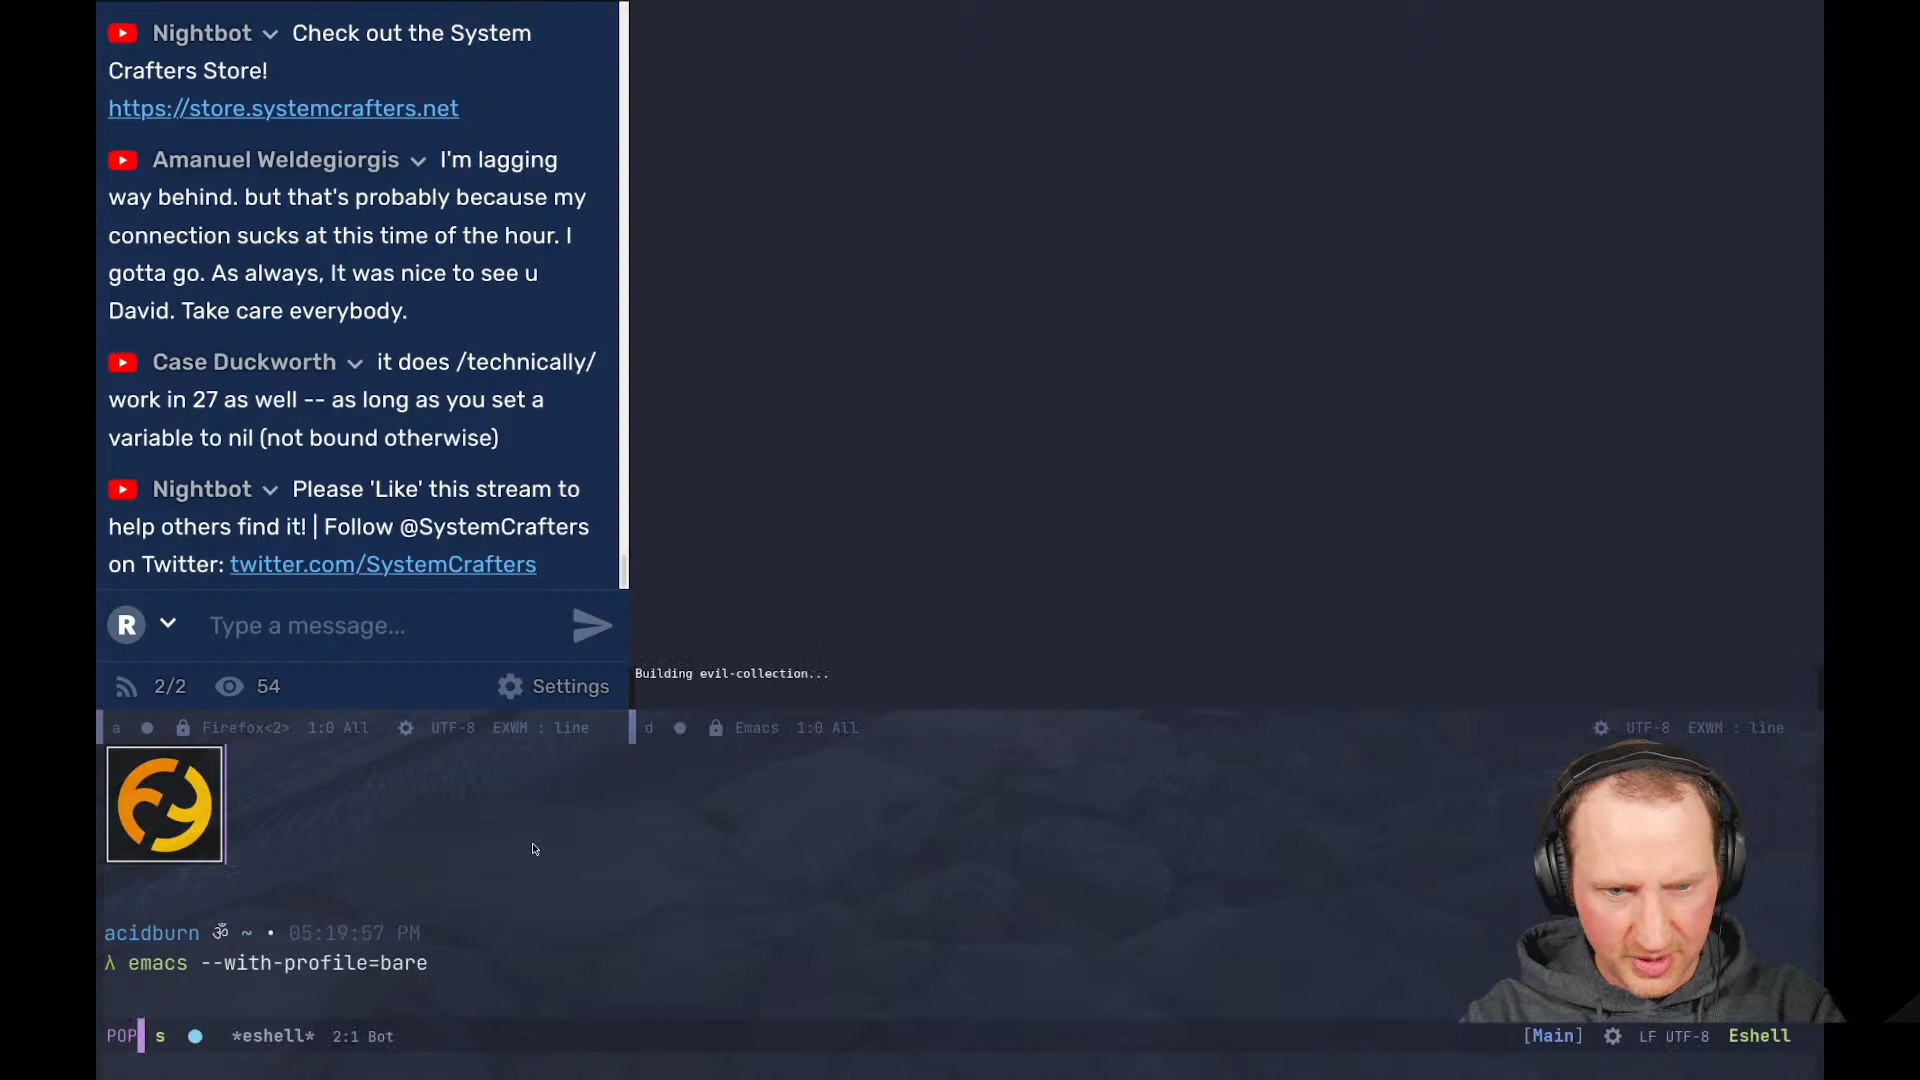 Nightbot Check out the System
Crafters Store!
https://store.systemcrafters.net
Amanuel Weldegiorgis I'm lagging
way behind. but that's probably because my
connection sucks at this time of the hour. I
gotta go. As always, It was nice to see u
David. Take care everybody.
Case Duckworth it does /technically/
work in 27 as well -- as long as you set a
variable to nil (not bound otherwise)
Nightbot Please 'Like' this stream to
help others find it! | Follow @SystemCrafters
on Twitter: twitter.com/SystemCrafters
R Type a message...
2/2 54 Settings
Building evil-collection...
a Firefox<2> 1:0 All UTF-8 EXWM : line
d Emacs 1:0 All UTF-8 EXWM : line
acidburn ॐ ~ • 05:19:57 PM
λ emacs --with-profile=bare
POP s *eshell* 2:1 Bot [Main] LF UTF-8 Eshell